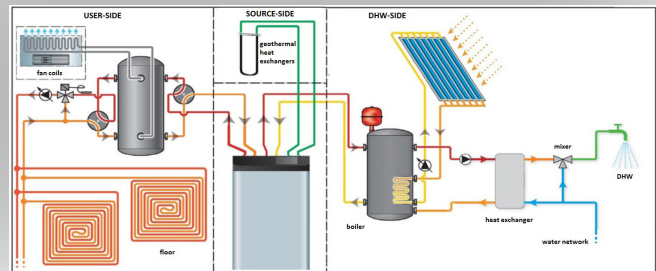 USER-SIDE
SOURCE-SIDE
DHW-SIDE
fan coils
geothermal
heat
exchangers
mixer
DHW
boiler
heat exchanger
water network
floor